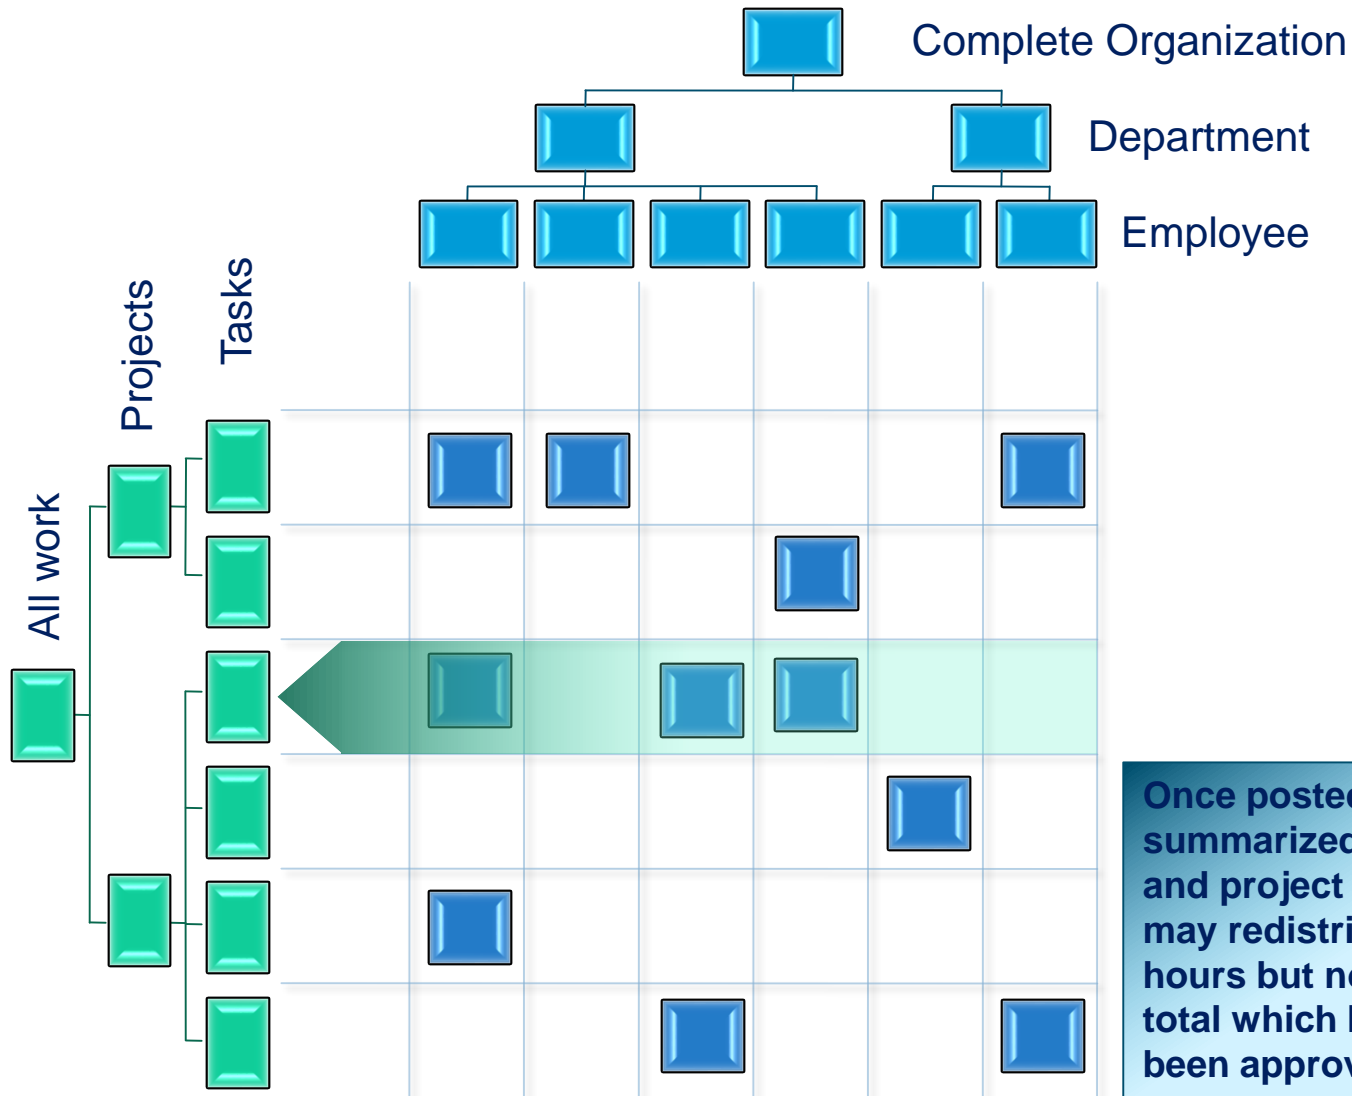 Complete Organization
Department
Employee
Tasks
Projects
All work
Once posted
summarized
and project
may redistri
hours but n
total which
been approv